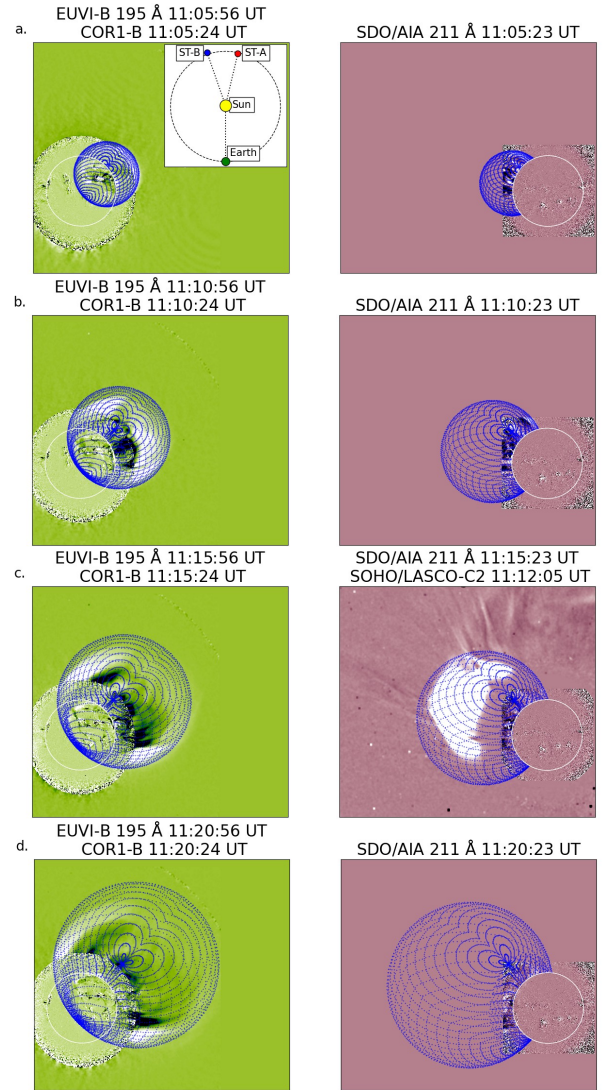 a.
EUVI-B 195 Å 11:05:56 UT
COR1-B 11:05:24 UT
SDO/AIA 211 Å 11:05:23 UT
ST-B
ST-A
Sun
Earth
b.
EUVI-B 195 Å 11:10:56 UT
COR1-B 11:10:24 UT
SDO/AIA 211 Å 11:10:23 UT
c.
EUVI-B 195 Å 11:15:56 UT
COR1-B 11:15:24 UT
SDO/AIA 211 Å 11:15:23 UT
SOHO/LASCO-C2 11:12:05 UT
d.
EUVI-B 195 Å 11:20:56 UT
COR1-B 11:20:24 UT
SDO/AIA 211 Å 11:20:23 UT